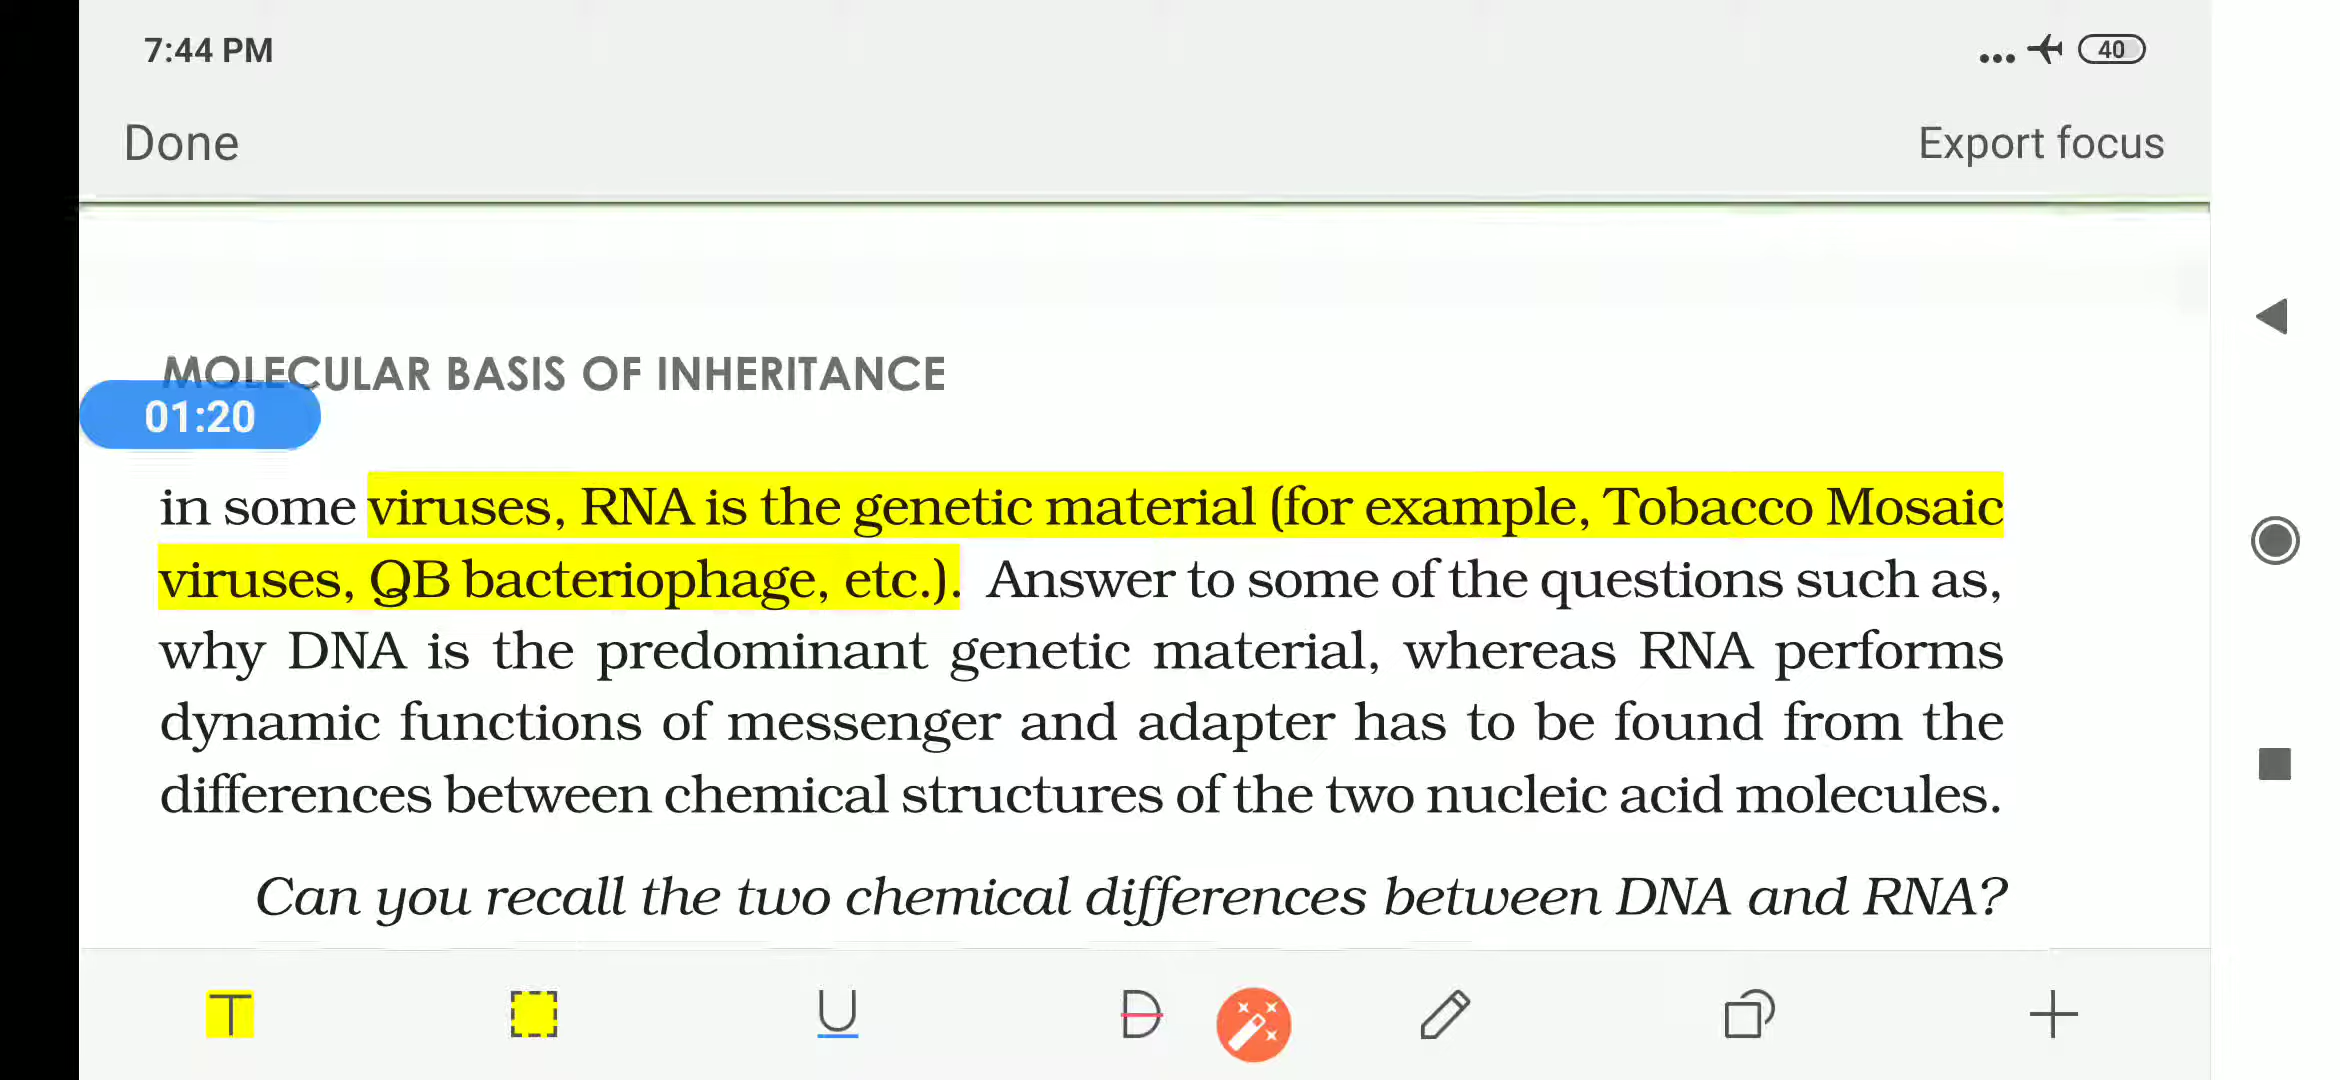 7:44 PM
40
Done
Export focus
MOLECULAR BASIS OF INHERITANCE
01:20
in some viruses, RNA is the genetic material (for example, Tobacco Mosaic
viruses, QB bacteriophage, etc.). Answer to some of the questions such as,
why DNA is the predominant genetic material, whereas RNA performs
dynamic functions of messenger and adapter has to be found from the
differences between chemical structures of the two nucleic acid molecules.
Can you recall the two chemical differences between DNA and RNA?
T
U
D